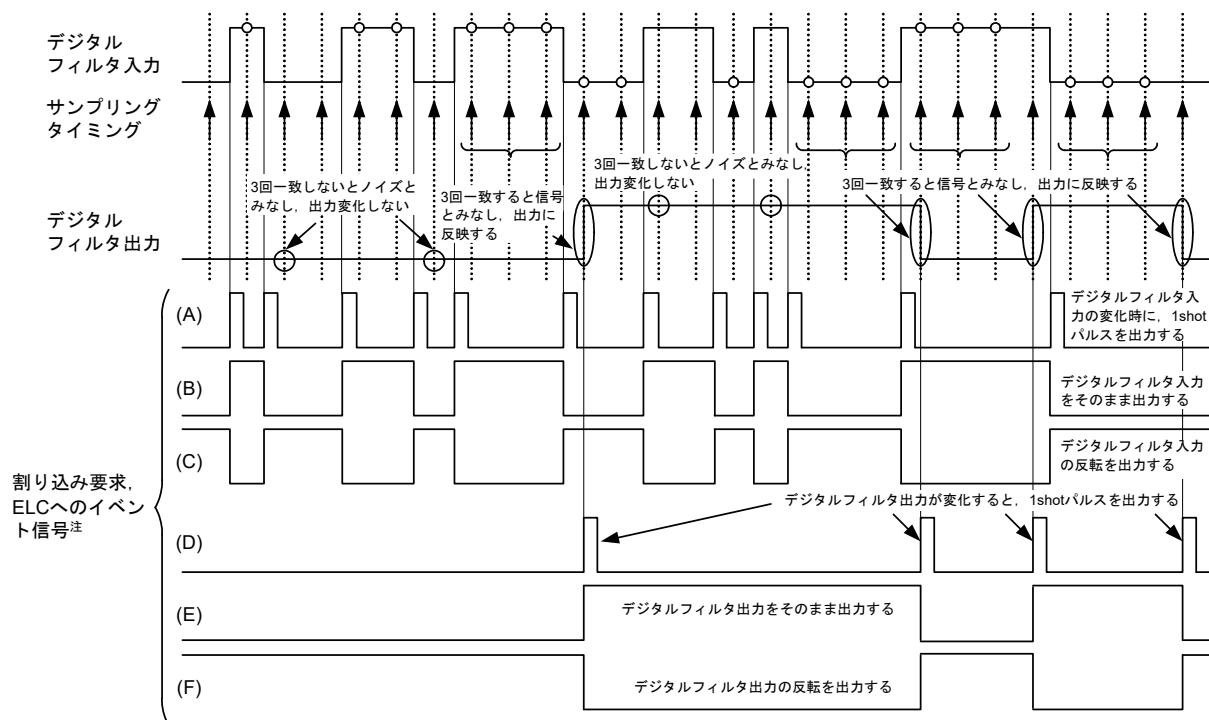 デジタル
フィルタ入力
サンプリング
タイミング
3回一致しないとノイズと
みなし，出力変化しない
3回一致すると信号
とみなし，出力に
反映する
3回一致しないとノイズとみなし，
出力変化しない
3回一致すると信号とみなし，出力に反映する
デジタル
フィルタ出力
(A)
デジタルフィルタ入
力の変化時に，1shot
パルスを出力する
(B)
デジタルフィルタ入力
をそのまま出力する
(C)
デジタルフィルタ入力
の反転を出力する
割り込み要求，
ELCへのイベン
ト信号注
デジタルフィルタ出力が変化すると，1shotパルスを出力する
(D)
(E)
デジタルフィルタ出力をそのまま出力する
(F)
デジタルフィルタ出力の反転を出力する